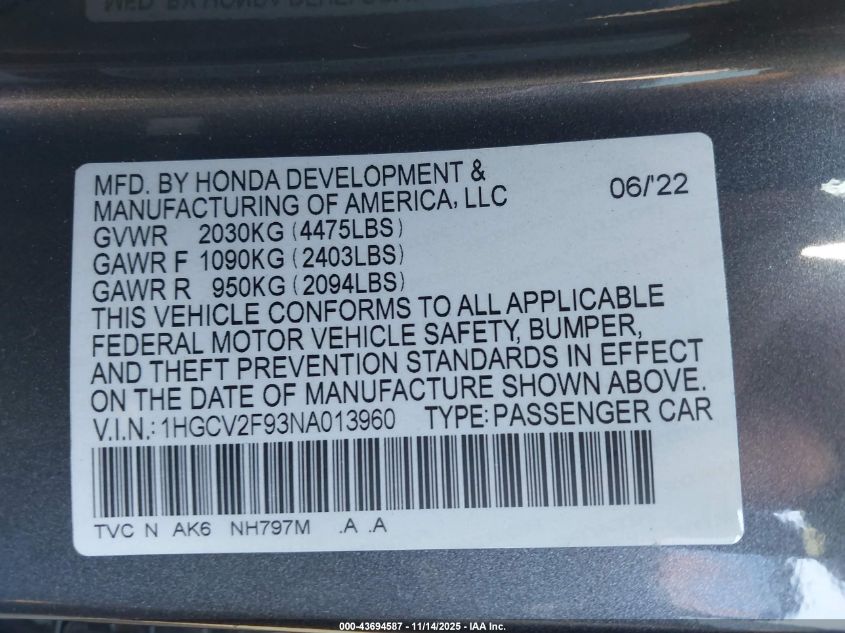 MFD. BY HONDA DEVELOPMENT &
MANUFACTURING OF AMERICA, LLC 06/'22
GVWR 2030KG (4475LBS)
GAWR F 1090KG (2403LBS)
GAWR R 950KG (2094LBS)
THIS VEHICLE CONFORMS TO ALL APPLICABLE
FEDERAL MOTOR VEHICLE SAFETY, BUMPER,
AND THEFT PREVENTION STANDARDS IN EFFECT
ON THE DATE OF MANUFACTURE SHOWN ABOVE.
V.I.N.: 1HGCV2F93NA013960 TYPE: PASSENGER CAR
TVC N AK6 NH797M .A .A
000-43694587 - 11/14/2025 - IAA Inc.